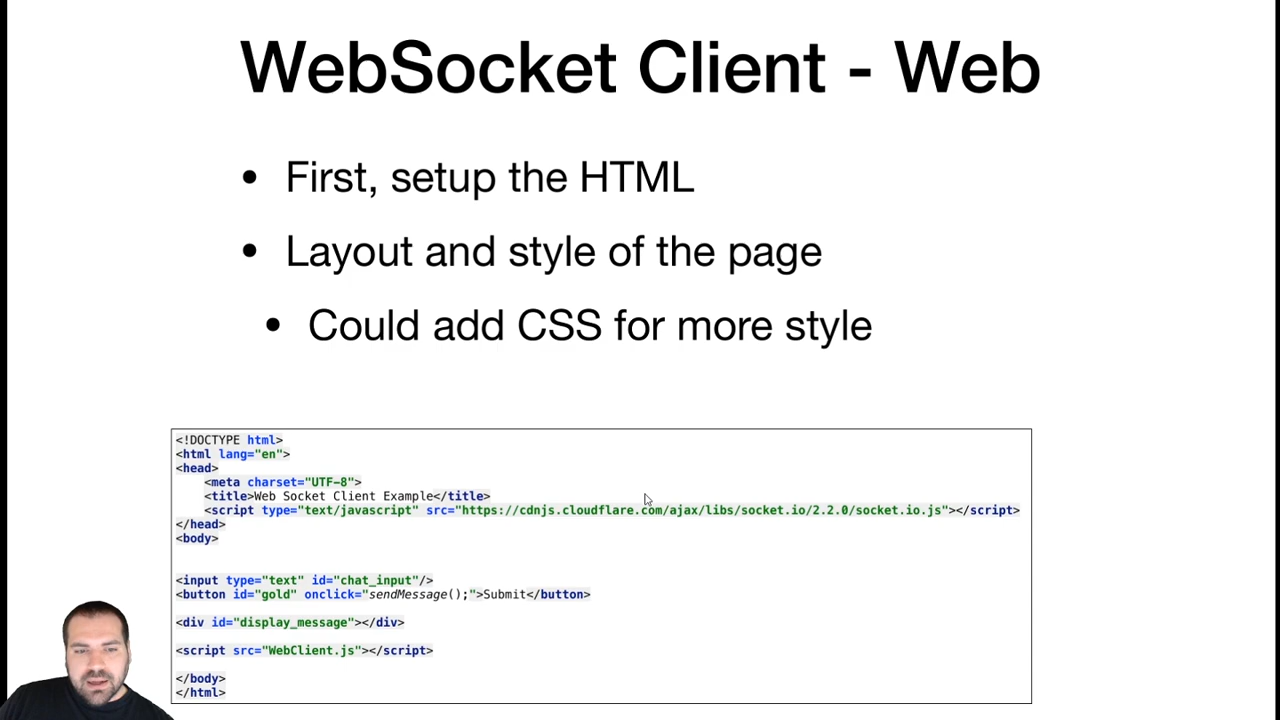 WebSocket Client - Web
• First, setup the HTML
• Layout and style of the page
• Could add CSS for more style
<!DOCTYPE html>
<html lang="en">
<head>
    <meta charset="UTF-8">
    <title>Web Socket Client Example</title>
    <script type="text/javascript" src="https://cdnjs.cloudflare.com/ajax/libs/socket.io/2.2.0/socket.io.js"></script>
</head>
<body>
<input type="text" id="chat_input"/>
<button id="gold" onclick="sendMessage();">Submit</button>
<div id="display_message"></div>
<script src="WebClient.js"></script>
</body>
</html>